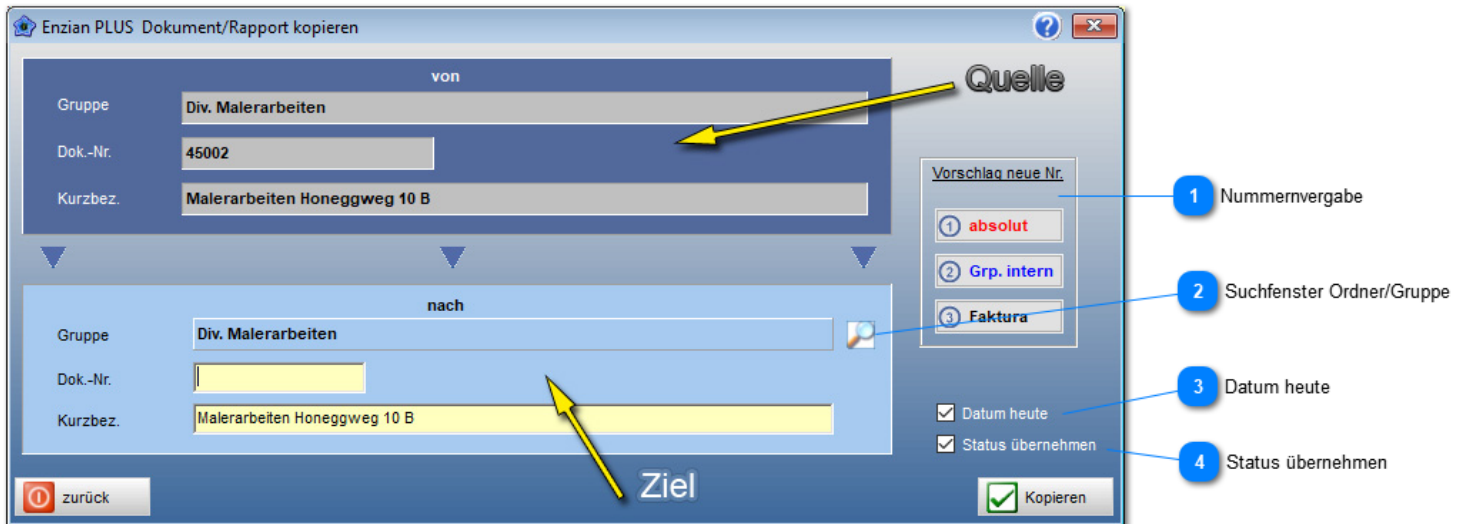 Enzian PLUS Dokument/Rapport kopieren
?
von
Quelle
Gruppe Div. Malerarbeiten
Dok.-Nr. 45002
Kurzbez. Malerarbeiten Honeggweg 10 B
Vorschlag neue Nr.
1 absolut
2 Grp. intern
3 Faktura
1 Nummernvergabe
2 Suchfenster Ordner/Gruppe
nach
Gruppe Div. Malerarbeiten
Dok.-Nr.
Kurzbez. Malerarbeiten Honeggweg 10 B
Datum heute
Status übernehmen
3 Datum heute
4 Status übernehmen
Ziel
zurück
Kopieren